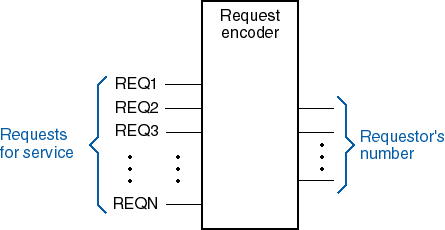 Request
encoder
REQ1
REQ2
REQ3
REQN
Requests
for service
Requestor's
number